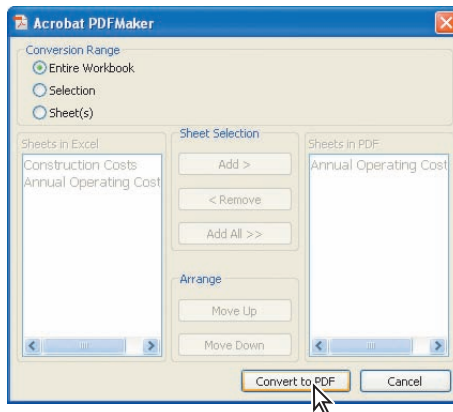 Acrobat PDFMaker
Conversion Range
Entire Workbook
Selection
Sheet(s)
Sheets in Excel
Construction Costs
Annual Operating Cost
Sheet Selection
Add >
< Remove
Add All >>
Arrange
Move Up
Move Down
Sheets in PDF
Annual Operating Cost
Convert to PDF
Cancel